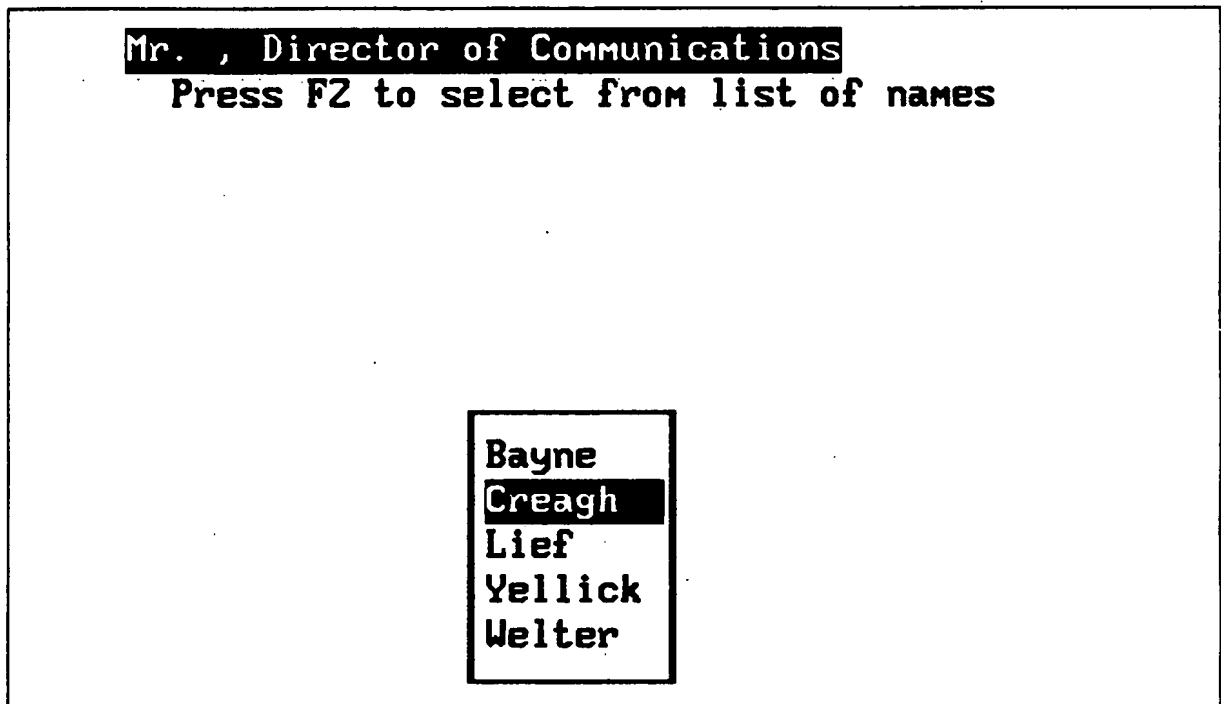 Mr. , Director of Communications
Press F2 to select from list of names
Bayne
Creagh
Lief
Yellick
Welter